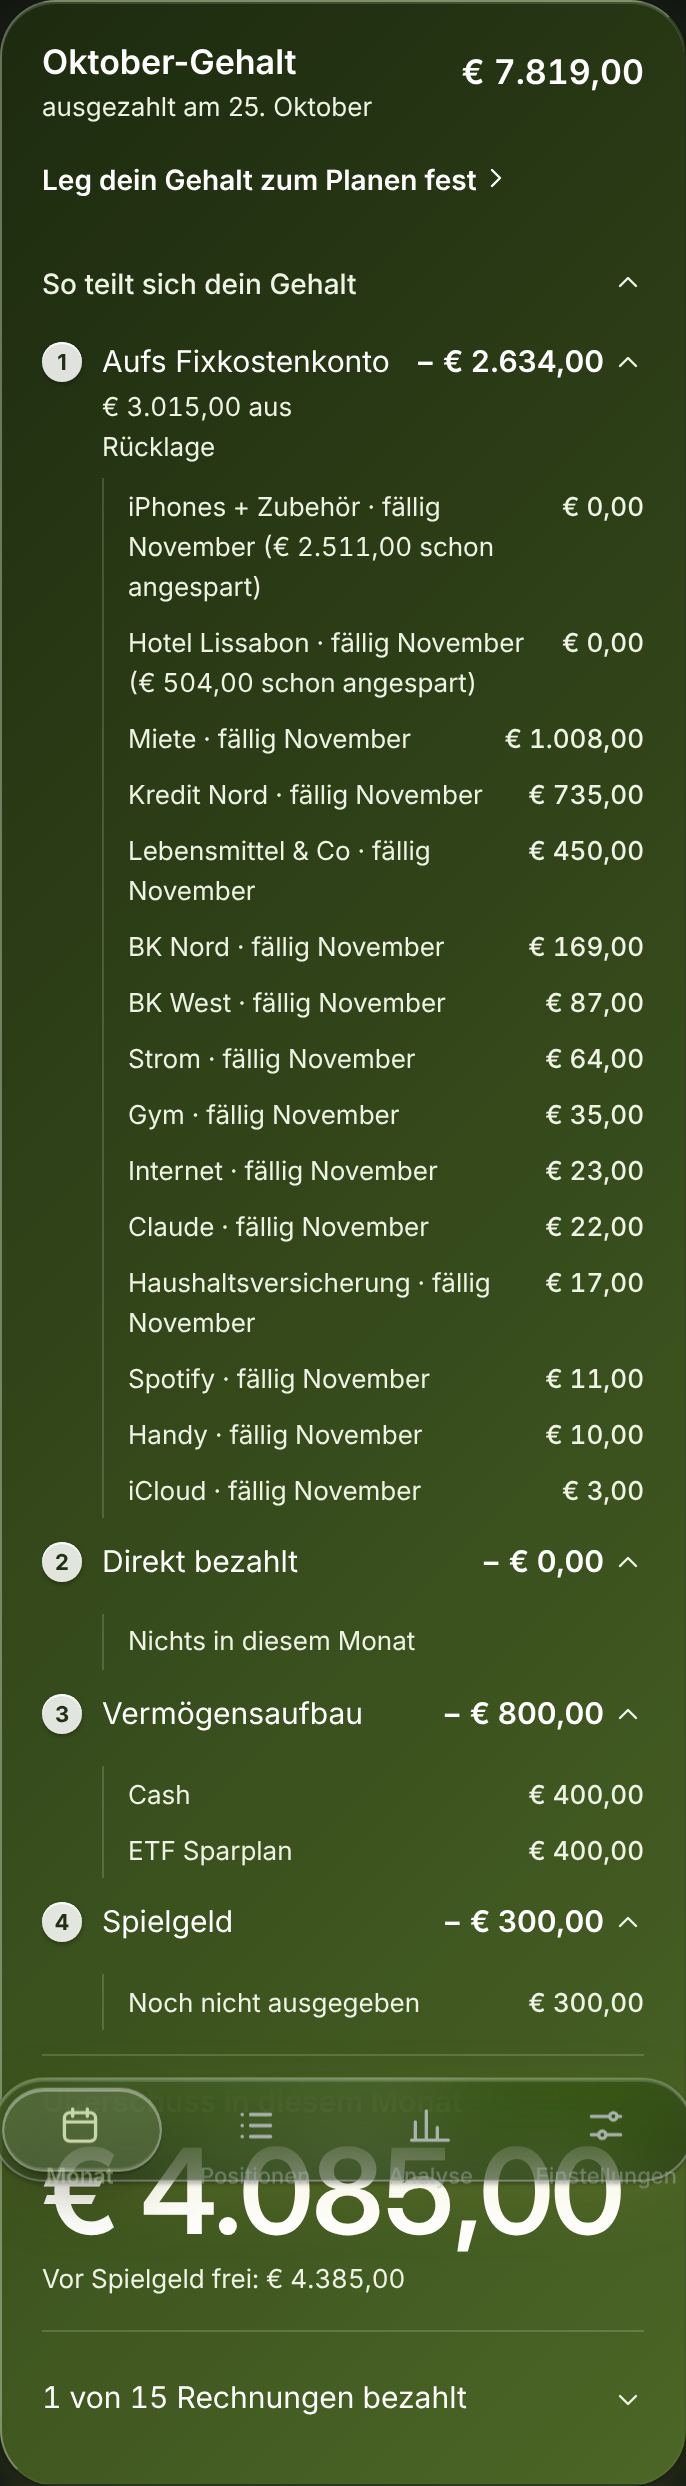 Oktober-Gehalt
€ 7.819,00
ausgezahlt am 25. Oktober
Leg dein Gehalt zum Planen fest
So teilt sich dein Gehalt
1 Aufs Fixkostenkonto – € 2.634,00
€ 3.015,00 aus
Rücklage
iPhones + Zubehör · fällig € 0,00
November (€ 2.511,00 schon
angespart)
Hotel Lissabon · fällig November € 0,00
(€ 504,00 schon angespart)
Miete · fällig November € 1.008,00
Kredit Nord · fällig November € 735,00
Lebensmittel & Co · fällig € 450,00
November
BK Nord · fällig November € 169,00
BK West · fällig November € 87,00
Strom · fällig November € 64,00
Gym · fällig November € 35,00
Internet · fällig November € 23,00
Claude · fällig November € 22,00
Haushaltsversicherung · fällig € 17,00
November
Spotify · fällig November € 11,00
Handy · fällig November € 10,00
iCloud · fällig November € 3,00
2 Direkt bezahlt – € 0,00
Nichts in diesem Monat
3 Vermögensaufbau – € 800,00
Cash € 400,00
ETF Sparplan € 400,00
4 Spielgeld – € 300,00
Noch nicht ausgegeben € 300,00
Überschuss in diesem Monat
Monat Positionen Analyse Einstellungen
€ 4.085,00
Vor Spielgeld frei: € 4.385,00
1 von 15 Rechnungen bezahlt